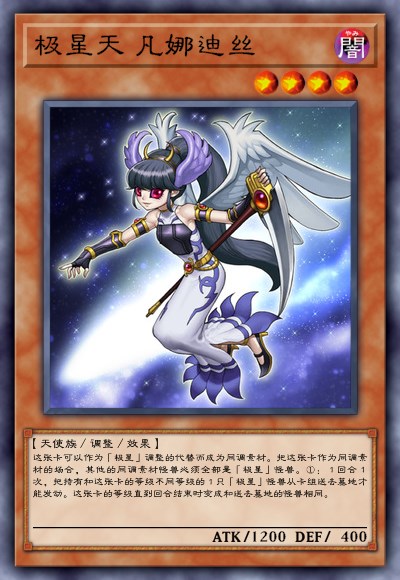 极星天 凡娜迪丝
やみ
闇
【天使族／调整／效果】
这张卡可以作为「极星」调整的代替而成为同调素材。把这张卡作为同调素
材的场合，其他的同调素材怪兽必须全部是「极星」怪兽。①：1回合1
次，把持有和这张卡的等级不同等级的1只「极星」怪兽从卡组送去墓地才
能发动。这张卡的等级直到回合结束时变成和送去墓地的怪兽相同。
ATK/1200 DEF/ 400